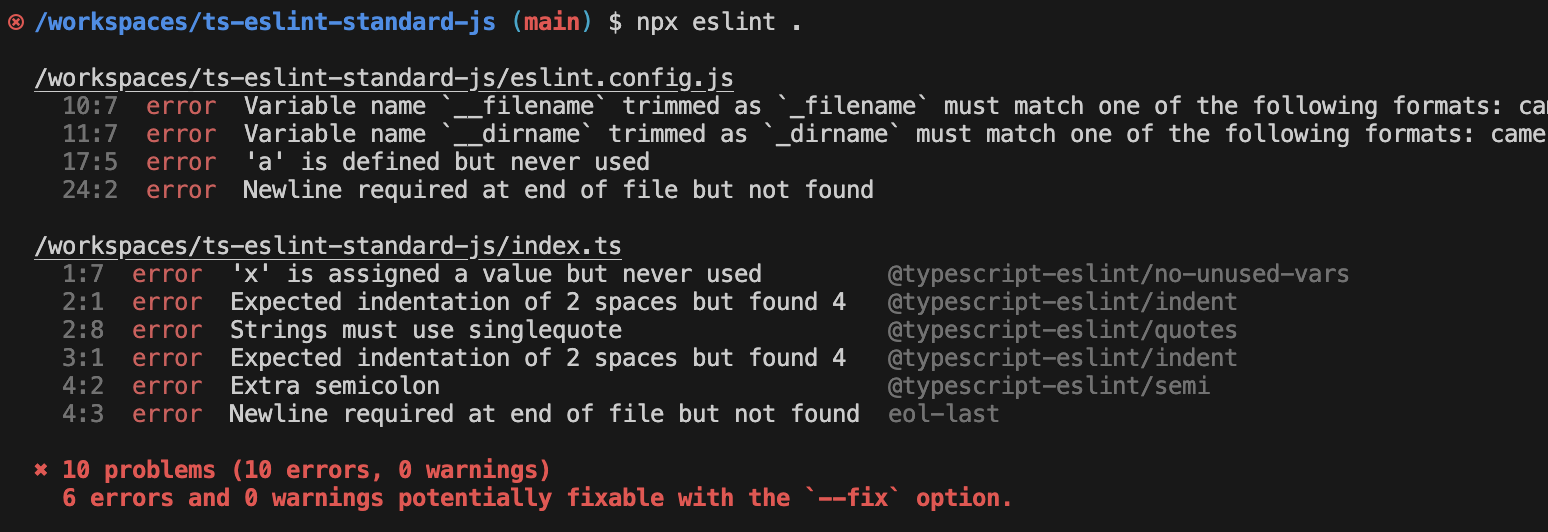 ⊗ /workspaces/ts-eslint-standard-js (main) $ npx eslint .
/workspaces/ts-eslint-standard-js/eslint.config.js
10:7 error Variable name `__filename` trimmed as `_filename` must match one of the following formats:
11:7 error Variable name `__dirname` trimmed as `_dirname` must match one of the following formats: came
17:5 error 'a' is defined but never used
24:2 error Newline required at end of file but not found
/workspaces/ts-eslint-standard-js/index.ts
1:7 error 'x' is assigned a value but never used @typescript-eslint/no-unused-vars
2:1 error Expected indentation of 2 spaces but found 4 @typescript-eslint/indent
2:8 error Strings must use singlequote @typescript-eslint/quotes
3:1 error Expected indentation of 2 spaces but found 4 @typescript-eslint/indent
4:2 error Extra semicolon @typescript-eslint/semi
4:3 error Newline required at end of file but not found eol-last
✖ 10 problems (10 errors, 0 warnings)
6 errors and 0 warnings potentially fixable with the `--fix` option.